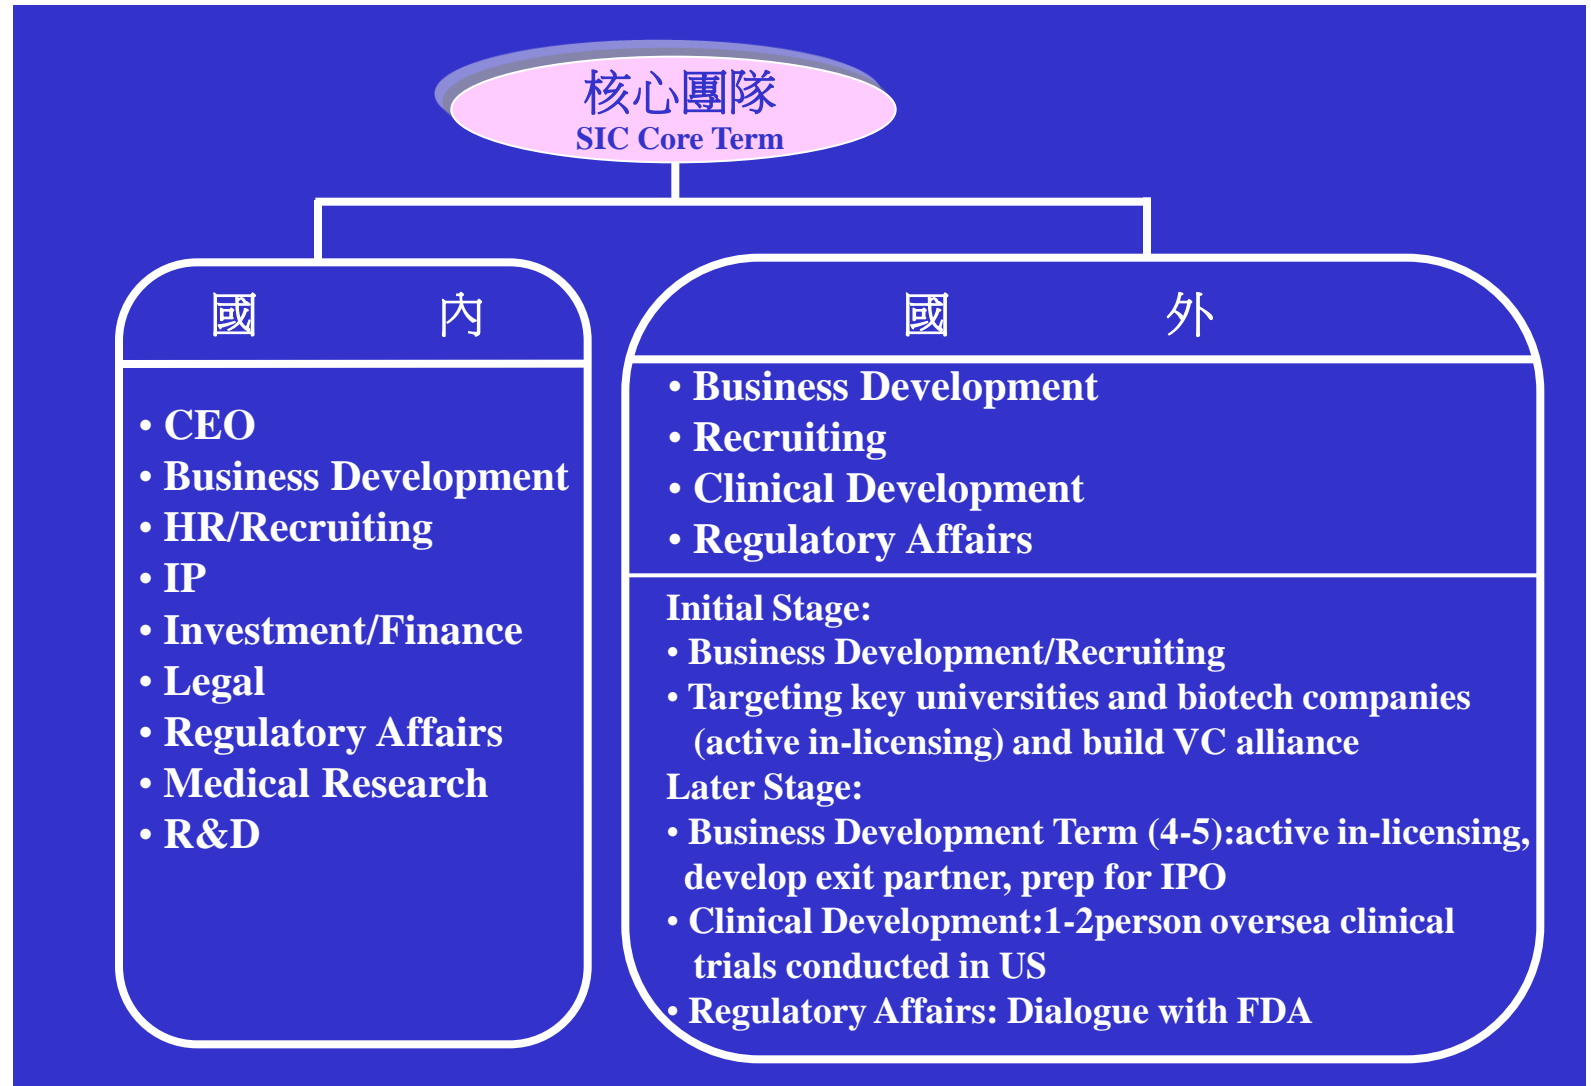 核心團隊
SIC Core Term
國 內
• CEO
• Business Development
• HR/Recruiting
• IP
• Investment/Finance
• Legal
• Regulatory Affairs
• Medical Research
• R&D
國 外
• Business Development
• Recruiting
• Clinical Development
• Regulatory Affairs
Initial Stage:
• Business Development/Recruiting
• Targeting key universities and biotech companies
(active in-licensing) and build VC alliance
Later Stage:
• Business Development Term (4-5):active in-licensing,
develop exit partner, prep for IPO
• Clinical Development:1-2person oversea clinical
trials conducted in US
• Regulatory Affairs: Dialogue with FDA